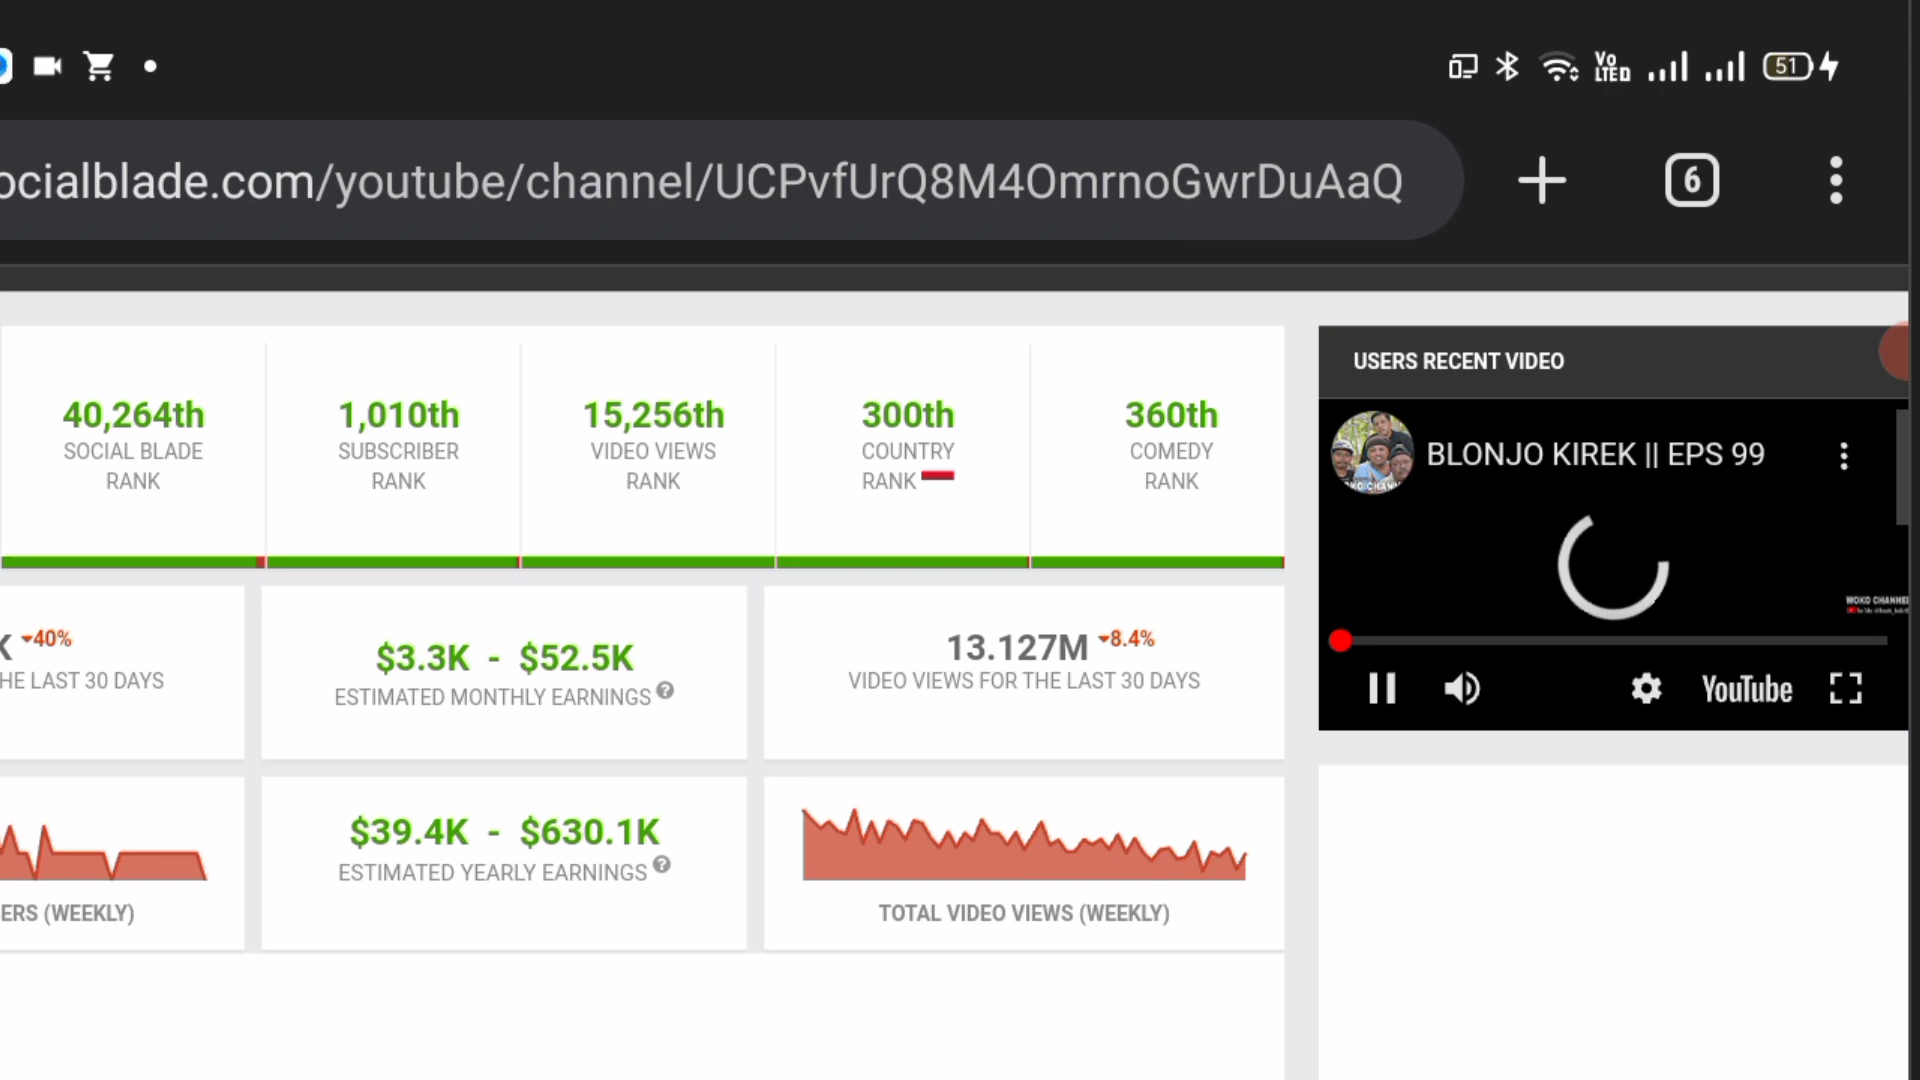 51
ocialblade.com/youtube/channel/UCPvfUrQ8M4OmrnoGwrDuAaQ
6
40,264th
SOCIAL BLADE
RANK
1,010th
SUBSCRIBER
RANK
15,256th
VIDEO VIEWS
RANK
300th
COUNTRY
RANK
360th
COMEDY
RANK
K 40%
HE LAST 30 DAYS
$3.3K - $52.5K
ESTIMATED MONTHLY EARNINGS ?
13.127M 8.4%
VIDEO VIEWS FOR THE LAST 30 DAYS
ERS (WEEKLY)
$39.4K - $630.1K
ESTIMATED YEARLY EARNINGS ?
TOTAL VIDEO VIEWS (WEEKLY)
USERS RECENT VIDEO
BLONJO KIREK || EPS 99
WOKO CHANNEL
YouTube